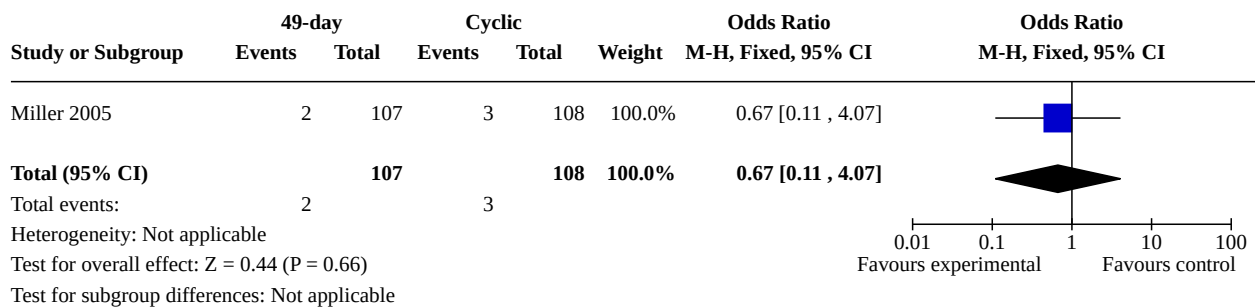 49-day Cyclic Odds Ratio Odds Ratio
Study or Subgroup Events Total Events Total Weight M-H, Fixed, 95% CI M-H, Fixed, 95% CI
Miller 2005 2 107 3 108 100.0% 0.67 [0.11 , 4.07]
Total (95% CI) 107 108 100.0% 0.67 [0.11 , 4.07]
Total events: 2 3
Heterogeneity: Not applicable
0.01 0.1 1 10 100
Test for overall effect: Z = 0.44 (P = 0.66) Favours experimental Favours control
Test for subgroup differences: Not applicable